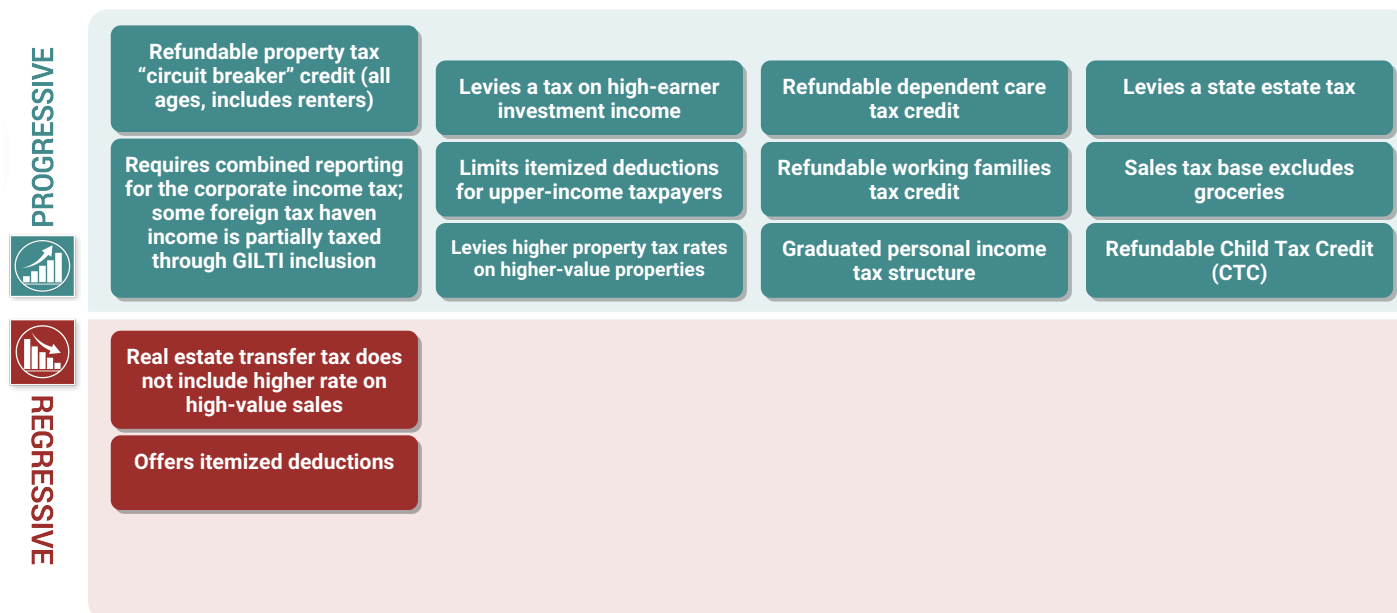 PROGRESSIVE
Refundable property tax
“circuit breaker” credit (all
ages, includes renters)
Requires combined reporting
for the corporate income tax;
some foreign tax haven
income is partially taxed
through GILTI inclusion
Levies a tax on high-earner
investment income
Limits itemized deductions
for upper-income taxpayers
Levies higher property tax rates
on higher-value properties
Refundable dependent care
tax credit
Refundable working families
tax credit
Graduated personal income
tax structure
Levies a state estate tax
Sales tax base excludes
groceries
Refundable Child Tax Credit
(CTC)
REGRESSIVE
Real estate transfer tax does
not include higher rate on
high-value sales
Offers itemized deductions